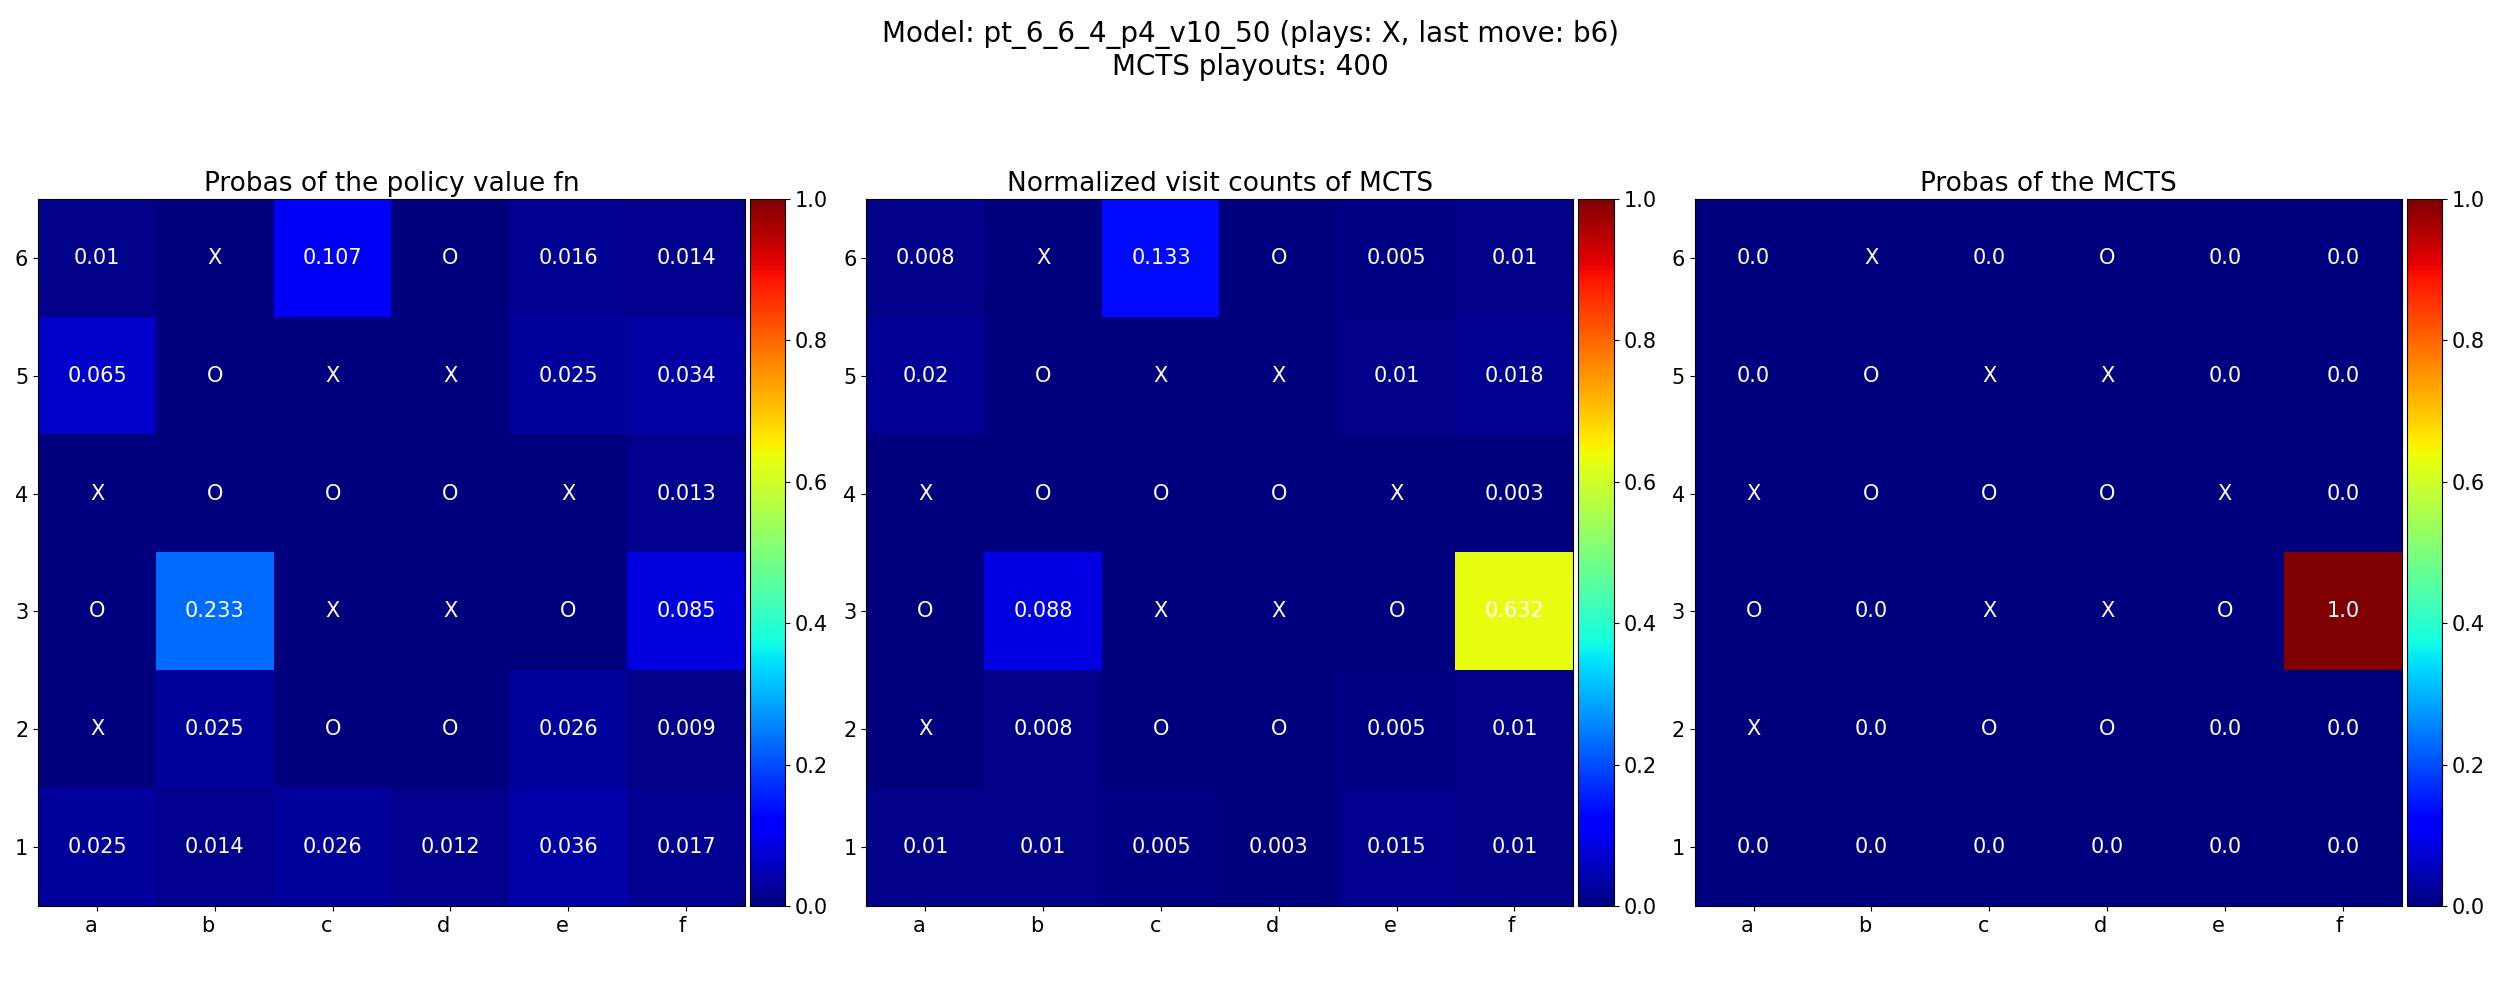 Model: pt_6_6_4_p4_v10_50 (plays: X, last move: b6)
MCTS playouts: 400
Probas of the policy value fn
6 0.01 X 0.107 O 0.016 0.014
5 0.065 O X X 0.025 0.034
4 X O O O X 0.013
3 O 0.233 X X O 0.085
2 X 0.025 O O 0.026 0.009
1 0.025 0.014 0.026 0.012 0.036 0.017
a b c d e f
1.0
0.8
0.6
0.4
0.2
0.0
Normalized visit counts of MCTS
6 0.008 X 0.133 O 0.005 0.01
5 0.02 O X X 0.01 0.018
4 X O O O X 0.003
3 O 0.088 X X O 0.632
2 X 0.008 O O 0.005 0.01
1 0.01 0.01 0.005 0.003 0.015 0.01
a b c d e f
1.0
0.8
0.6
0.4
0.2
0.0
Probas of the MCTS
6 0.0 X 0.0 O 0.0 0.0
5 0.0 O X X 0.0 0.0
4 X O O O X 0.0
3 O 0.0 X X O 1.0
2 X 0.0 O O 0.0 0.0
1 0.0 0.0 0.0 0.0 0.0 0.0
a b c d e f
1.0
0.8
0.6
0.4
0.2
0.0